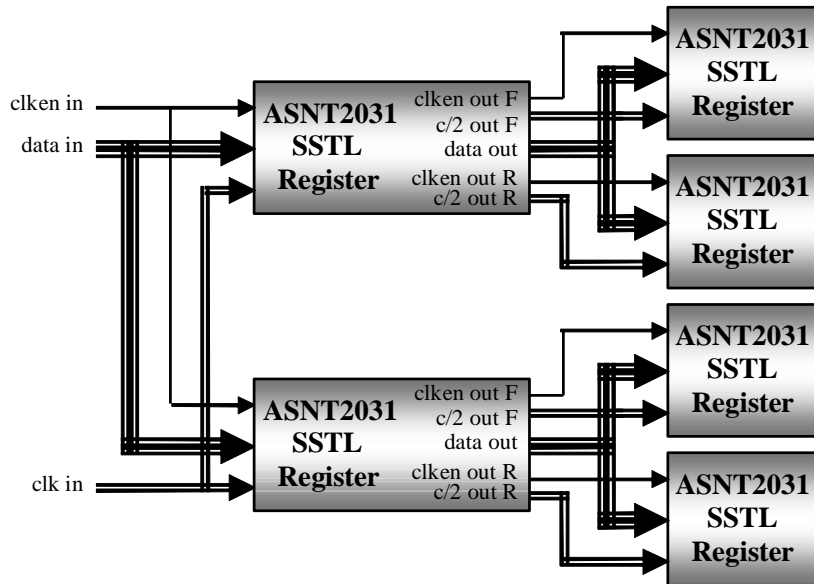 clken in
data in
clk in
ASNT2031
SSTL
Register
clken out F
c/2 out F
data out
clken out R
c/2 out R
ASNT2031
SSTL
Register
ASNT2031
SSTL
Register
ASNT2031
SSTL
Register
clken out F
c/2 out F
data out
clken out R
c/2 out R
ASNT2031
SSTL
Register
ASNT2031
SSTL
Register